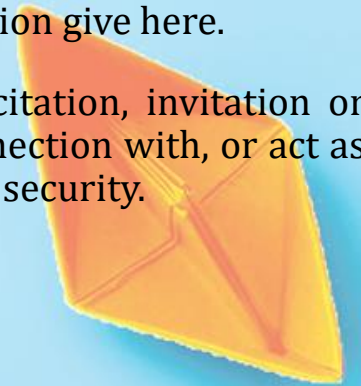 ion give here.
citation, invitation or
nection with, or act as
security.